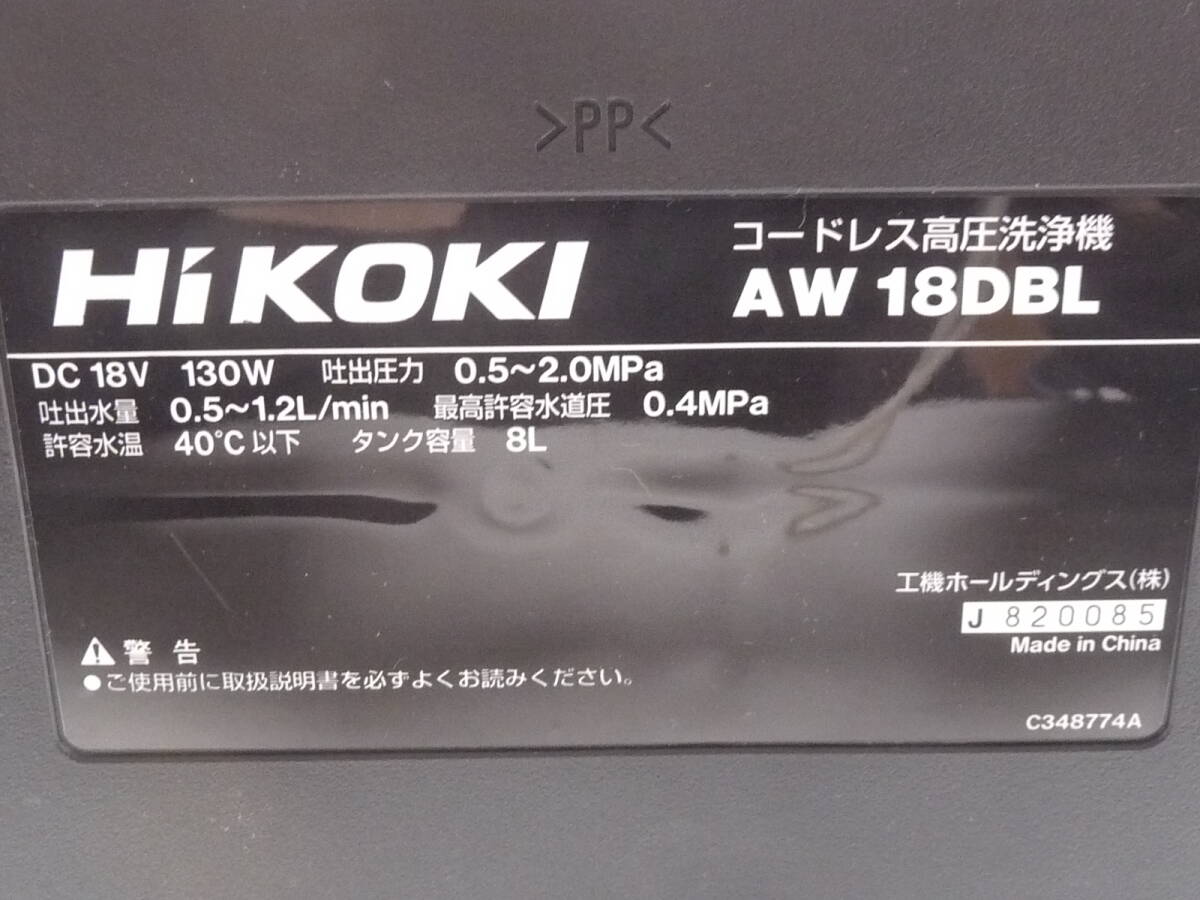 >PP<
HiKOKI
コードレス高圧洗浄機
AW 18DBL
DC 18V 130W 吐出圧力 0.5～2.0MPa
吐出水量 0.5～1.2L/min 最高許容水道圧 0.4MPa
許容水温 40℃以下 タンク容量 8L
工機ホールディングス(株)
J 820085
Made in China
警告
●ご使用前に取扱説明書を必ずよくお読みください。
C348774A